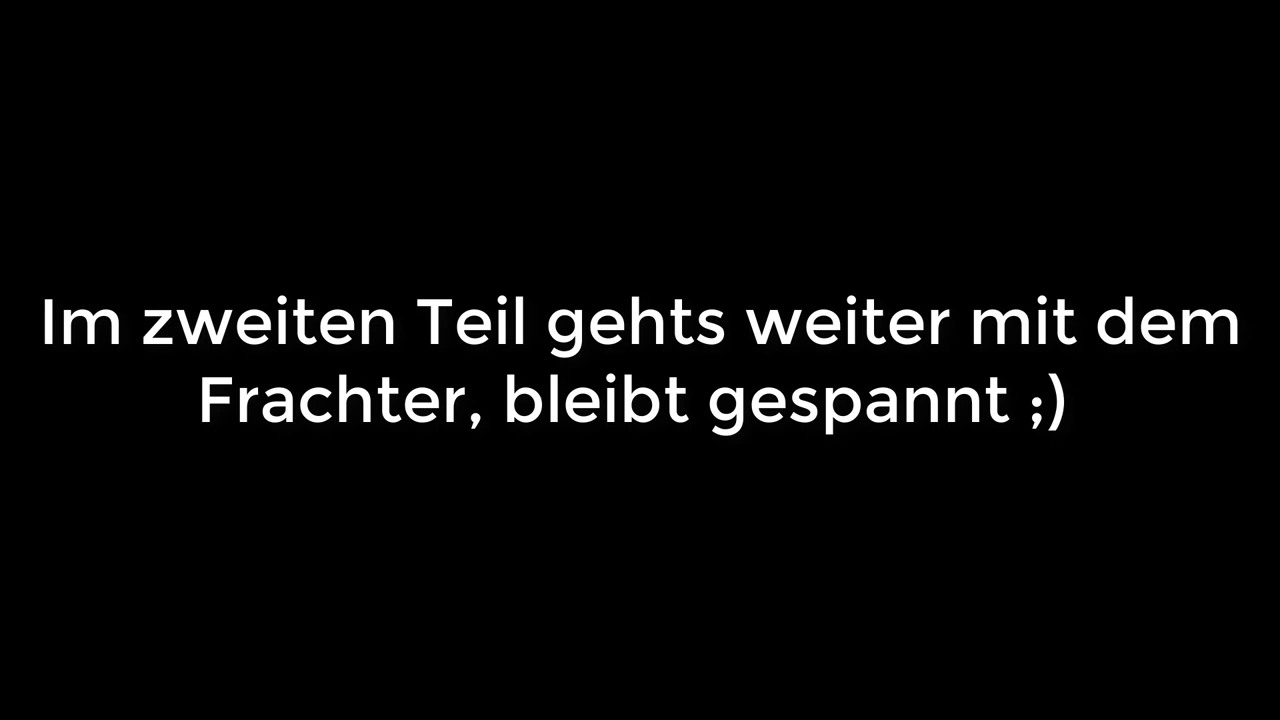 Im zweiten Teil gehts weiter mit dem
Frachter, bleibt gespannt ;)